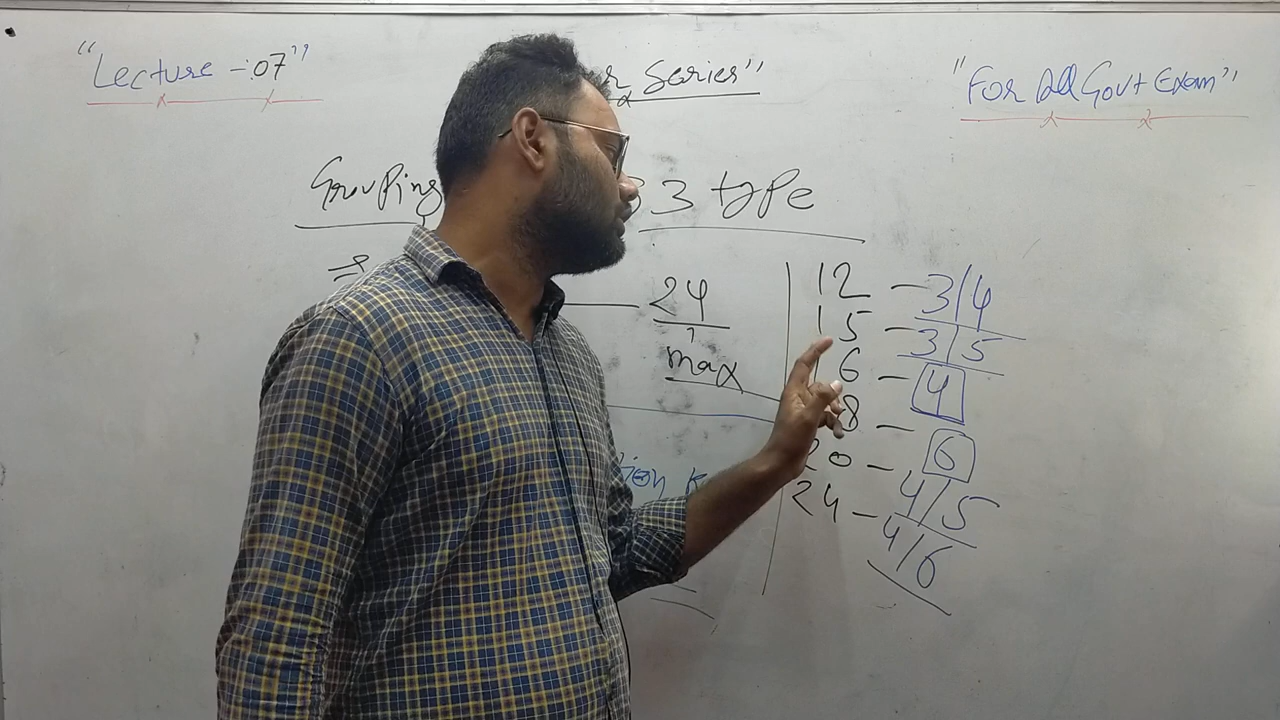 "Lecture - 07"
Series"
"For All Govt Exam"
Grouping 3 type
24
max
12 - 3/4
15 - 3/5
6 - 4
8 - 6
20 - 4/5
24 - 4/6